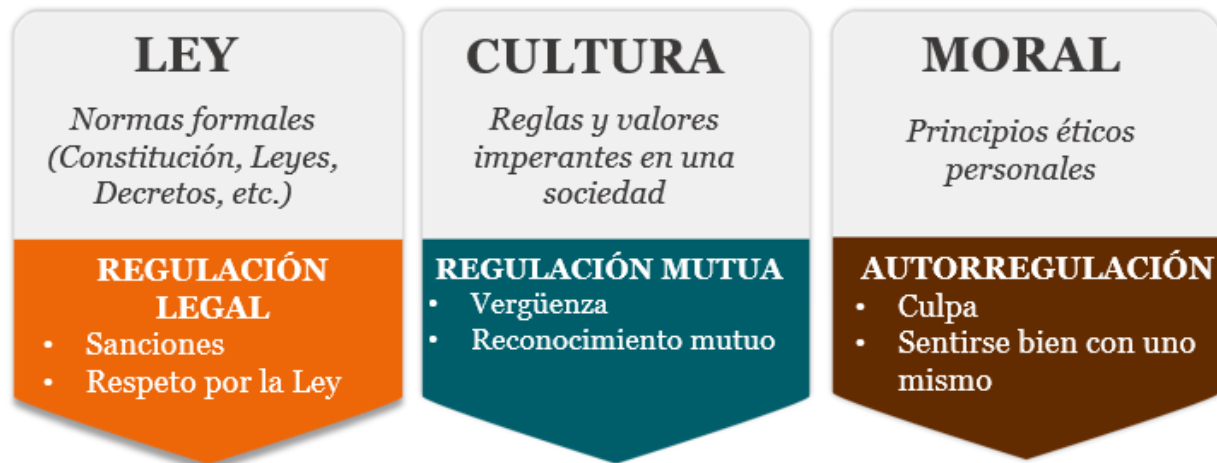 LEY
Normas formales
(Constitución, Leyes,
Decretos, etc.)
REGULACIÓN
LEGAL
• Sanciones
• Respeto por la Ley
CULTURA
Reglas y valores
imperantes en una
sociedad
REGULACIÓN MUTUA
• Vergüenza
• Reconocimiento mutuo
MORAL
Principios éticos
personales
AUTORREGULACIÓN
• Culpa
• Sentirse bien con uno
mismo